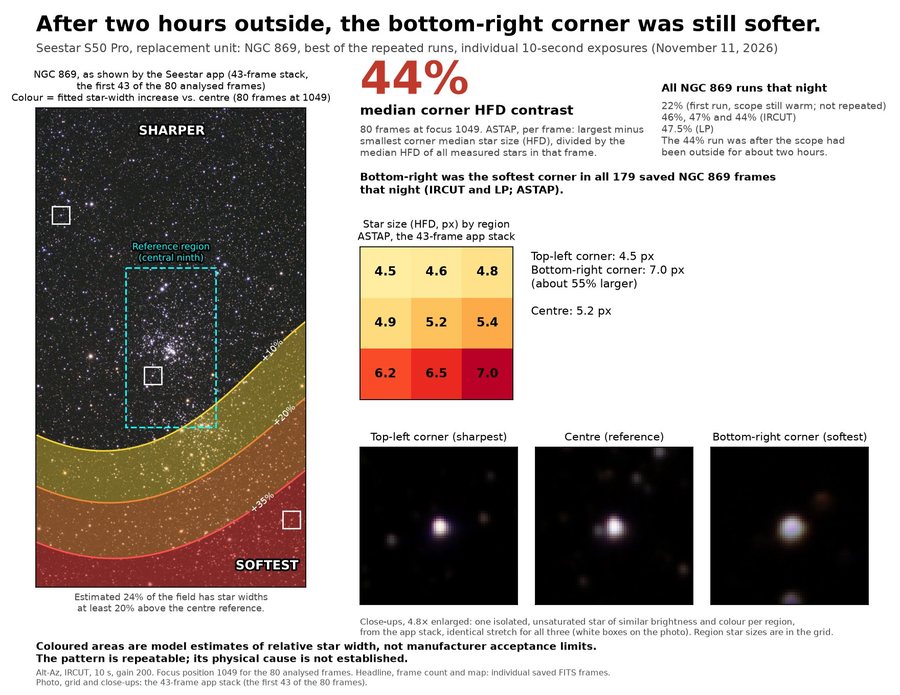 After two hours outside, the bottom-right corner was still softer.
Seestar S50 Pro, replacement unit: NGC 869, best of the repeated runs, individual 10-second exposures (November 11, 2026)
NGC 869, as shown by the Seestar app (43-frame stack,
the first 43 of the 80 analysed frames)
Colour = fitted star-width increase vs. centre (80 frames at 1049)
SHARPER
Reference region
(central ninth)
+10%
+20%
+35%
SOFTEST
Estimated 24% of the field has star widths
at least 20% above the centre reference.
44%
median corner HFD contrast
80 frames at focus 1049. ASTAP, per frame: largest minus
smallest corner median star size (HFD), divided by the
median HFD of all measured stars in that frame.
All NGC 869 runs that night
22% (first run, scope still warm; not repeated)
46%, 47% and 44% (IRCUT)
47.5% (LP)
The 44% run was after the scope had
been outside for about two hours.
Bottom-right was the softest corner in all 179 saved NGC 869 frames
that night (IRCUT and LP; ASTAP).
Star size (HFD, px) by region
ASTAP, the 43-frame app stack
4.5 4.6 4.8
4.9 5.2 5.4
6.2 6.5 7.0
Top-left corner: 4.5 px
Bottom-right corner: 7.0 px
(about 55% larger)
Centre: 5.2 px
Top-left corner (sharpest)
Centre (reference)
Bottom-right corner (softest)
Close-ups, 4.8× enlarged: one isolated, unsaturated star of similar brightness and colour per region,
from the app stack, identical stretch for all three (white boxes on the photo). Region star sizes are in the grid.
Coloured areas are model estimates of relative star width, not manufacturer acceptance limits.
The pattern is repeatable; its physical cause is not established.
Alt-Az, IRCUT, 10 s, gain 200. Focus position 1049 for the 80 analysed frames. Headline, frame count and map: individual saved FITS frames.
Photo, grid and close-ups: the 43-frame app stack (the first 43 of the 80 frames).